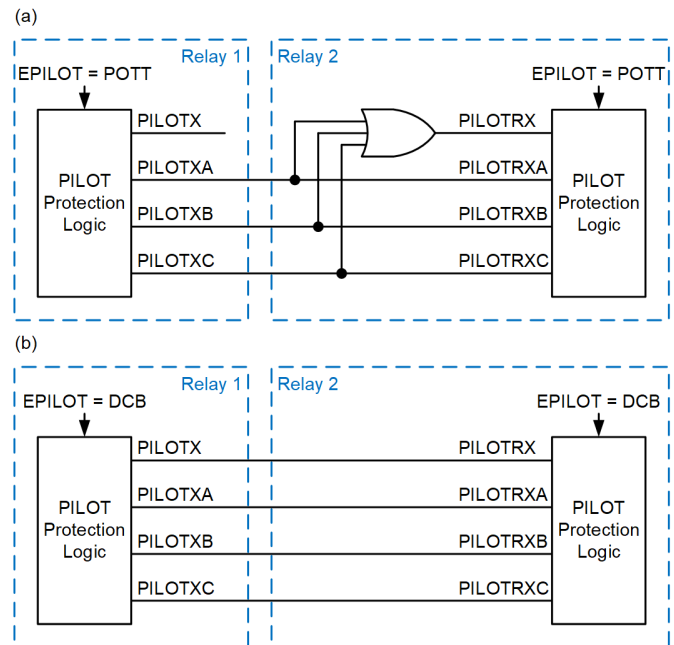 (a)
Relay 1
Relay 2
EPILOT = POTT
EPILOT = POTT
PILOTX
PILOTRX
PILOTXA
PILOTRXA
PILOT
Protection
Logic
PILOT
Protection
Logic
PILOTXB
PILOTRXB
PILOTXC
PILOTRXC
(b)
Relay 1
Relay 2
EPILOT = DCB
EPILOT = DCB
PILOTX
PILOTRX
PILOTXA
PILOTRXA
PILOT
Protection
Logic
PILOT
Protection
Logic
PILOTXB
PILOTRXB
PILOTXC
PILOTRXC